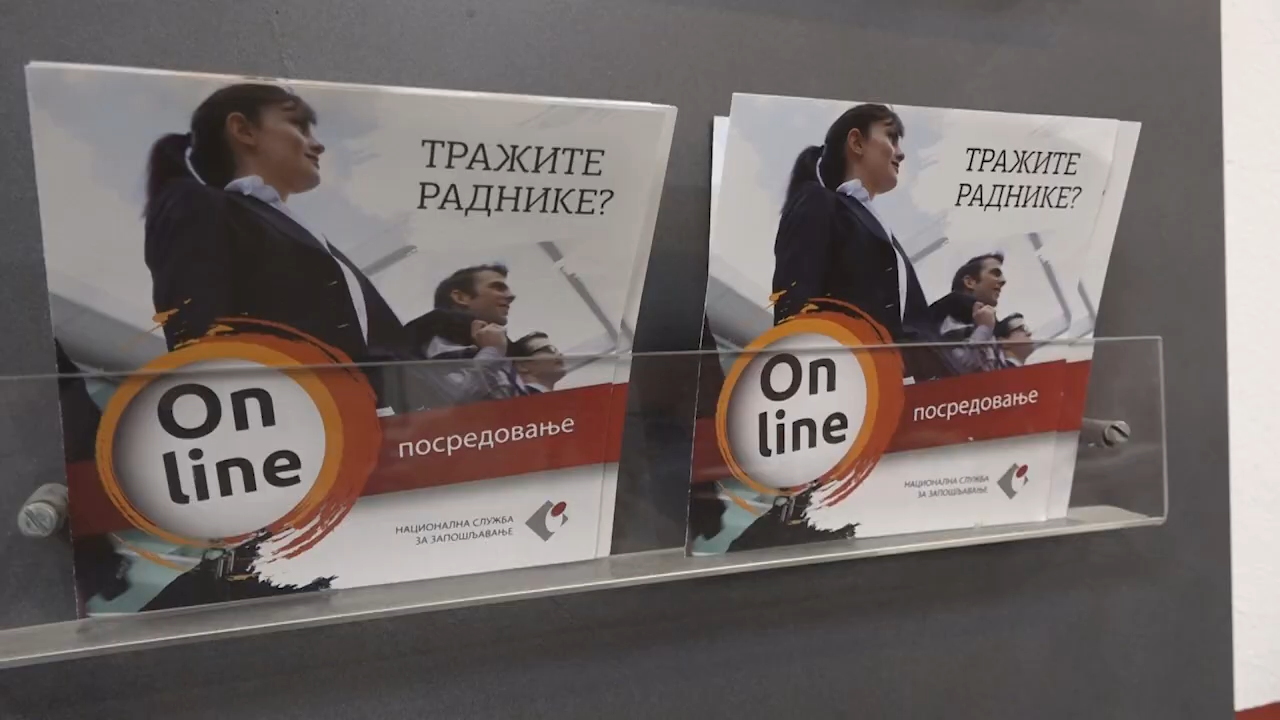 ТРАЖИТЕ
РАДНИКЕ?
On
line
посредовање
НАЦИОНАЛНА СЛУЖБА
ЗА ЗАПОШЉАВАЊЕ
ТРАЖИТЕ
РАДНИКЕ?
On
line
посредовање
НАЦИОНАЛНА СЛУЖБА
ЗА ЗАПОШЉАВАЊЕ